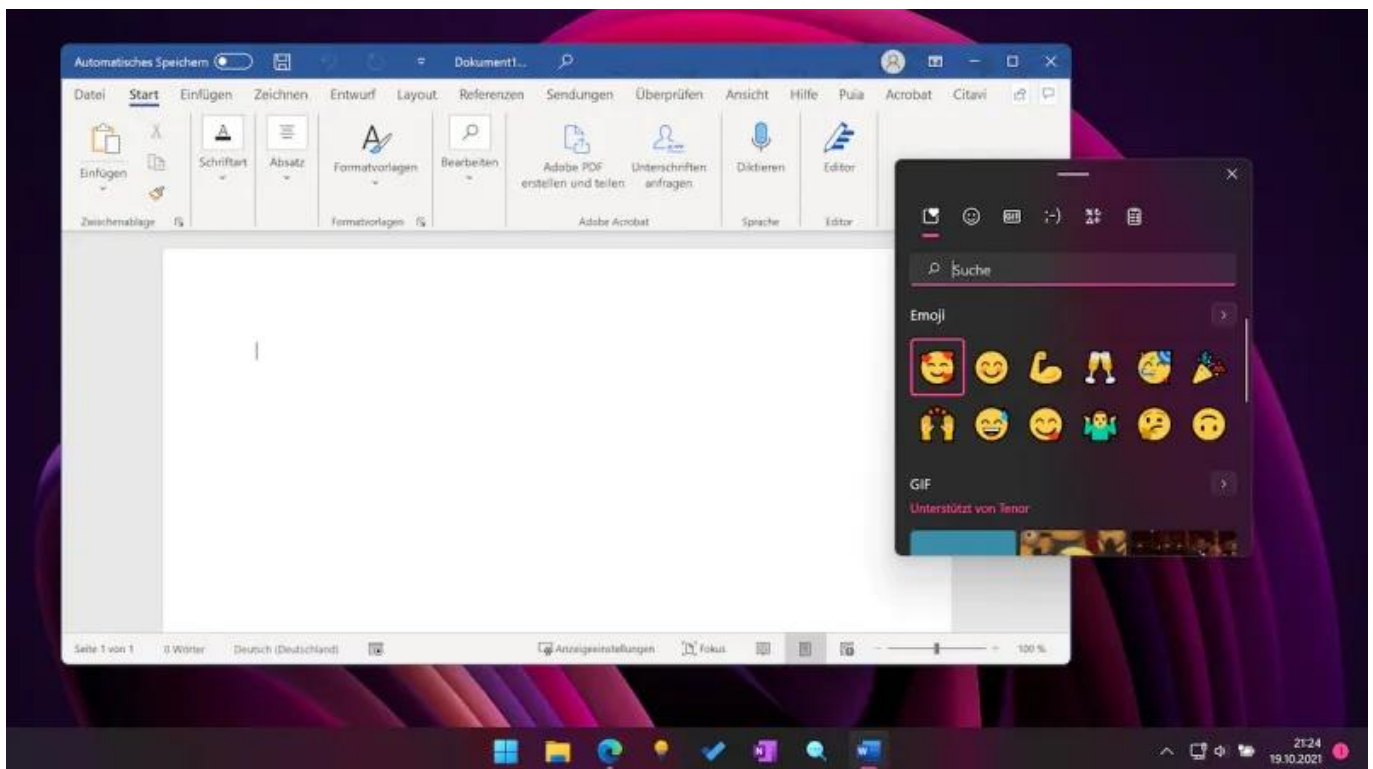 Automatisches Speichern
Dokument1...
Datei Start Einfügen Zeichnen Entwurf Layout Referenzen Sendungen Überprüfen Ansicht Hilfe Puia Acrobat Citavi
Einfügen Schriftart Absatz Formatvorlagen Bearbeiten Adobe PDF erstellen und teilen Unterschriften anfragen Diktieren Editor
Zwischenablage Formatvorlagen Adobe Acrobat Sprache Editor
GIF ;-)
Suche
Emoji
GIF
Unterstützt von Tenor
Seite 1 von 1 0 Wörter Deutsch (Deutschland) Anzeigeeinstellungen Fokus 100 %
21:24
19.10.2021 1